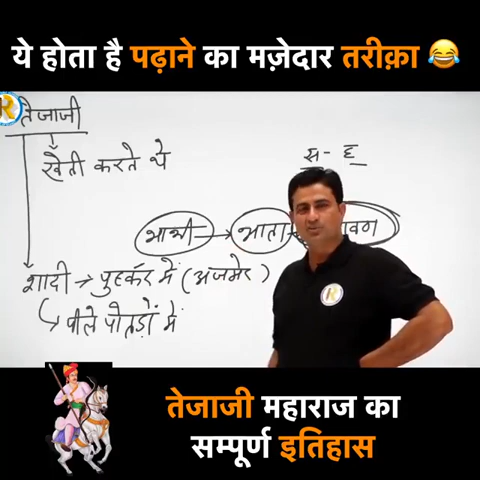 ये होता है पढ़ाने का मज़ेदार तरीक़ा 😂
तेजाजी
खेती करते थे
स - ह
भाभी → भाता
शादी → पुष्कर में (अजमेर)
↳ पीले पोतड़ों में
तेजाजी महाराज का
सम्पूर्ण इतिहास